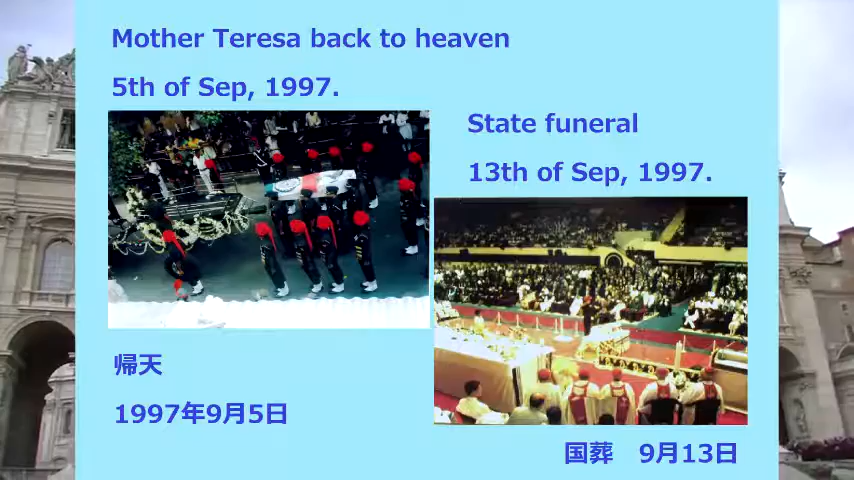 Mother Teresa back to heaven
5th of Sep, 1997.
State funeral
13th of Sep, 1997.
帰天
1997年9月5日
国葬　9月13日